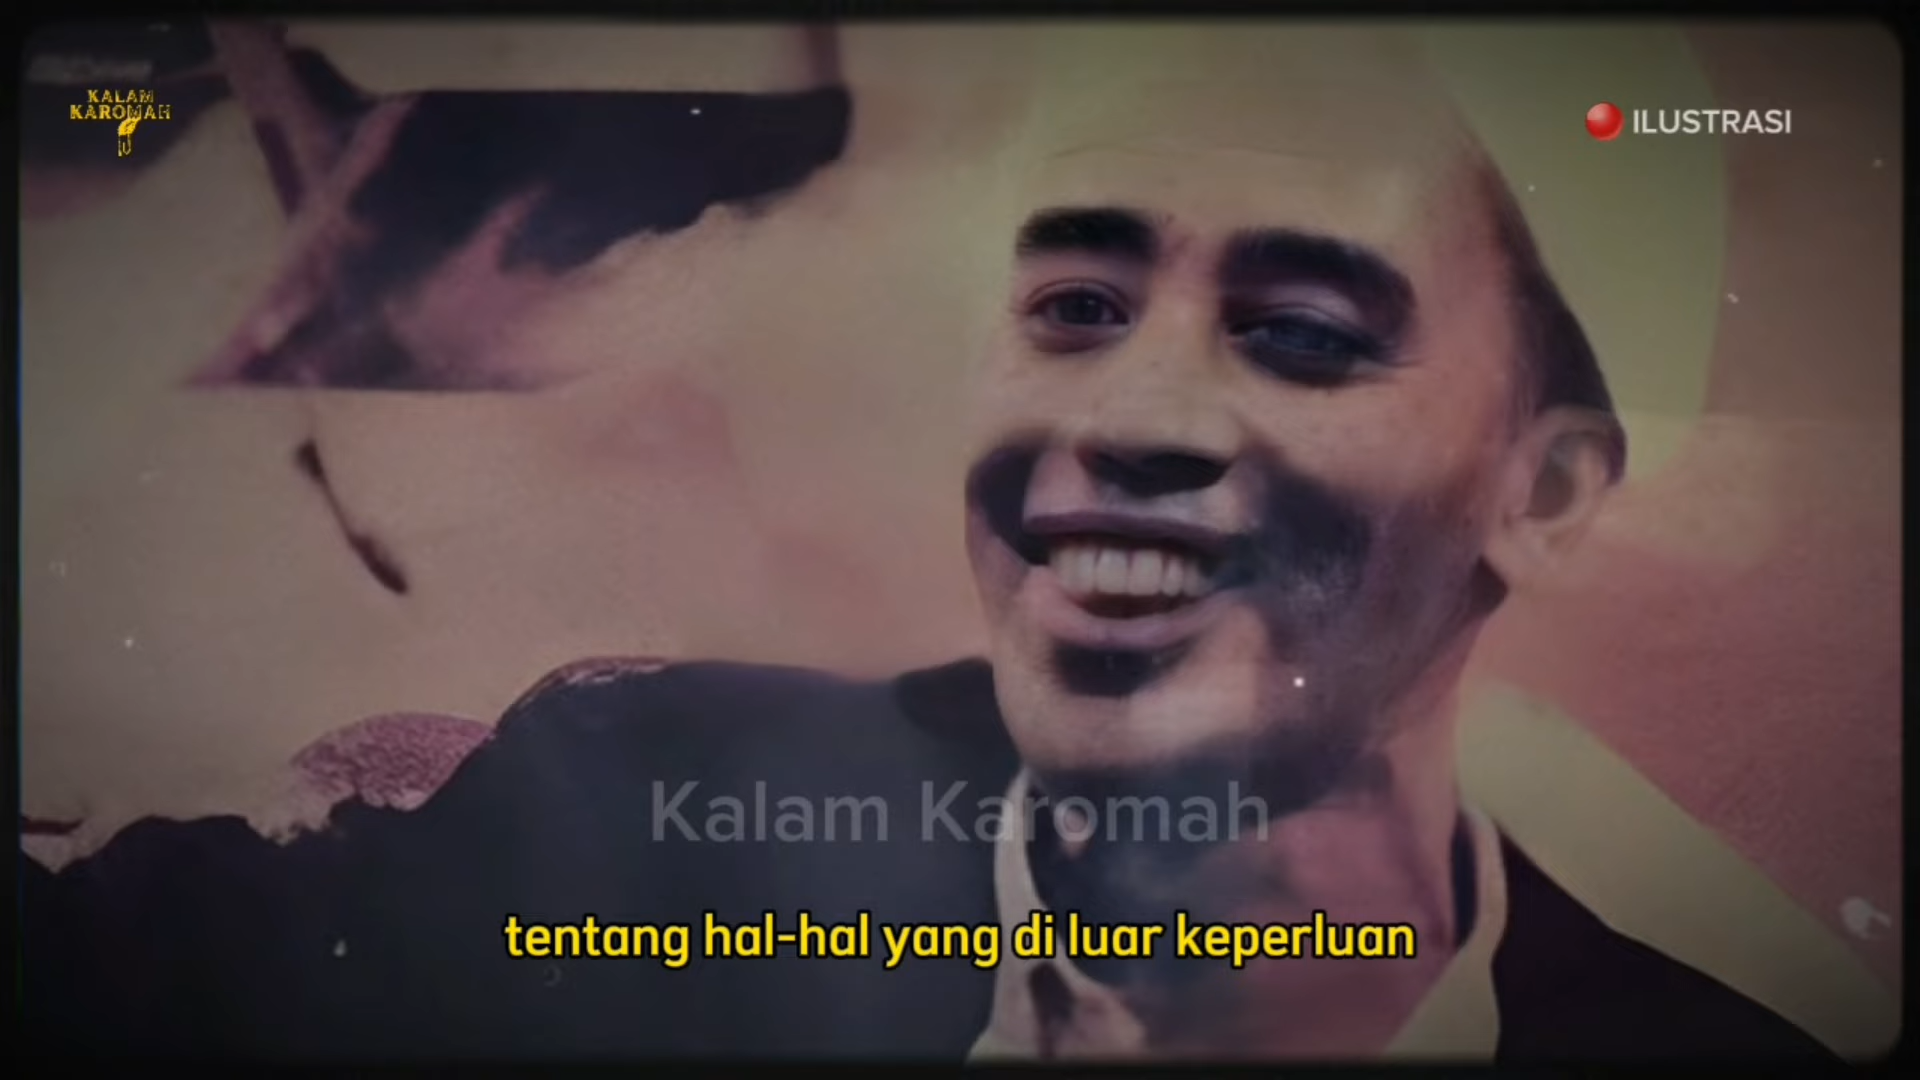 KALAM
KAROMAH
ILUSTRASI
Kalam Karomah
tentang hal-hal yang di luar keperluan